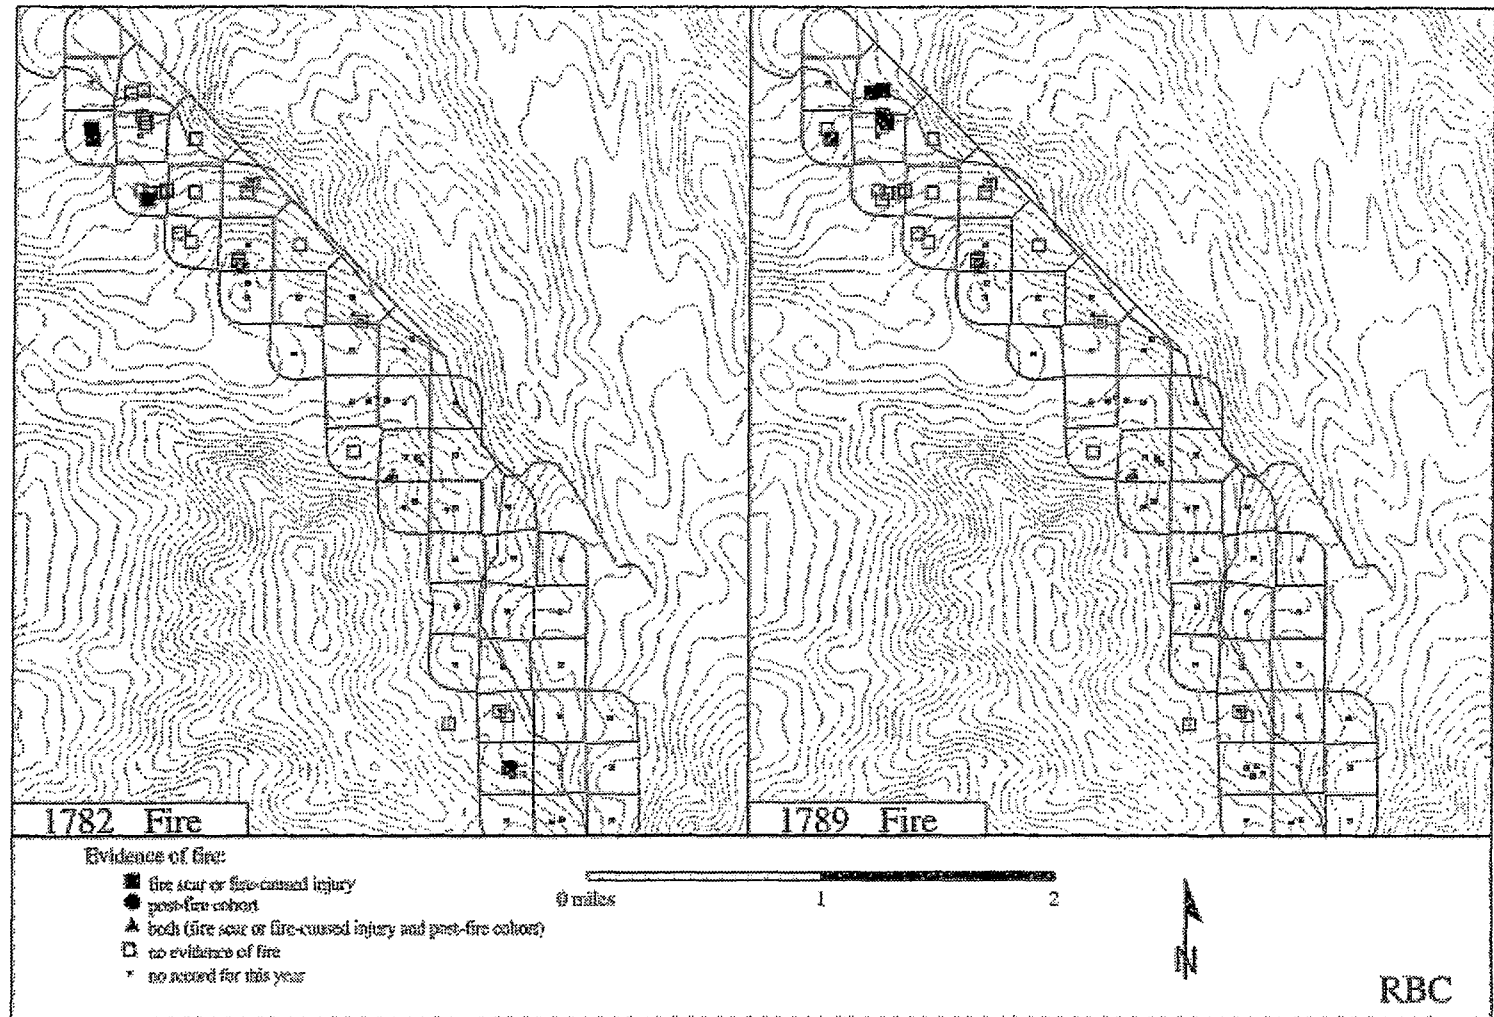 1782 Fire
1789 Fire
Evidence of fire:
fire scar or fire-caused injury
post-fire cohort
both (fire scar or fire-caused injury and post-fire cohort)
no evidence of fire
no record for this year
0 miles 1 2
N
RBC